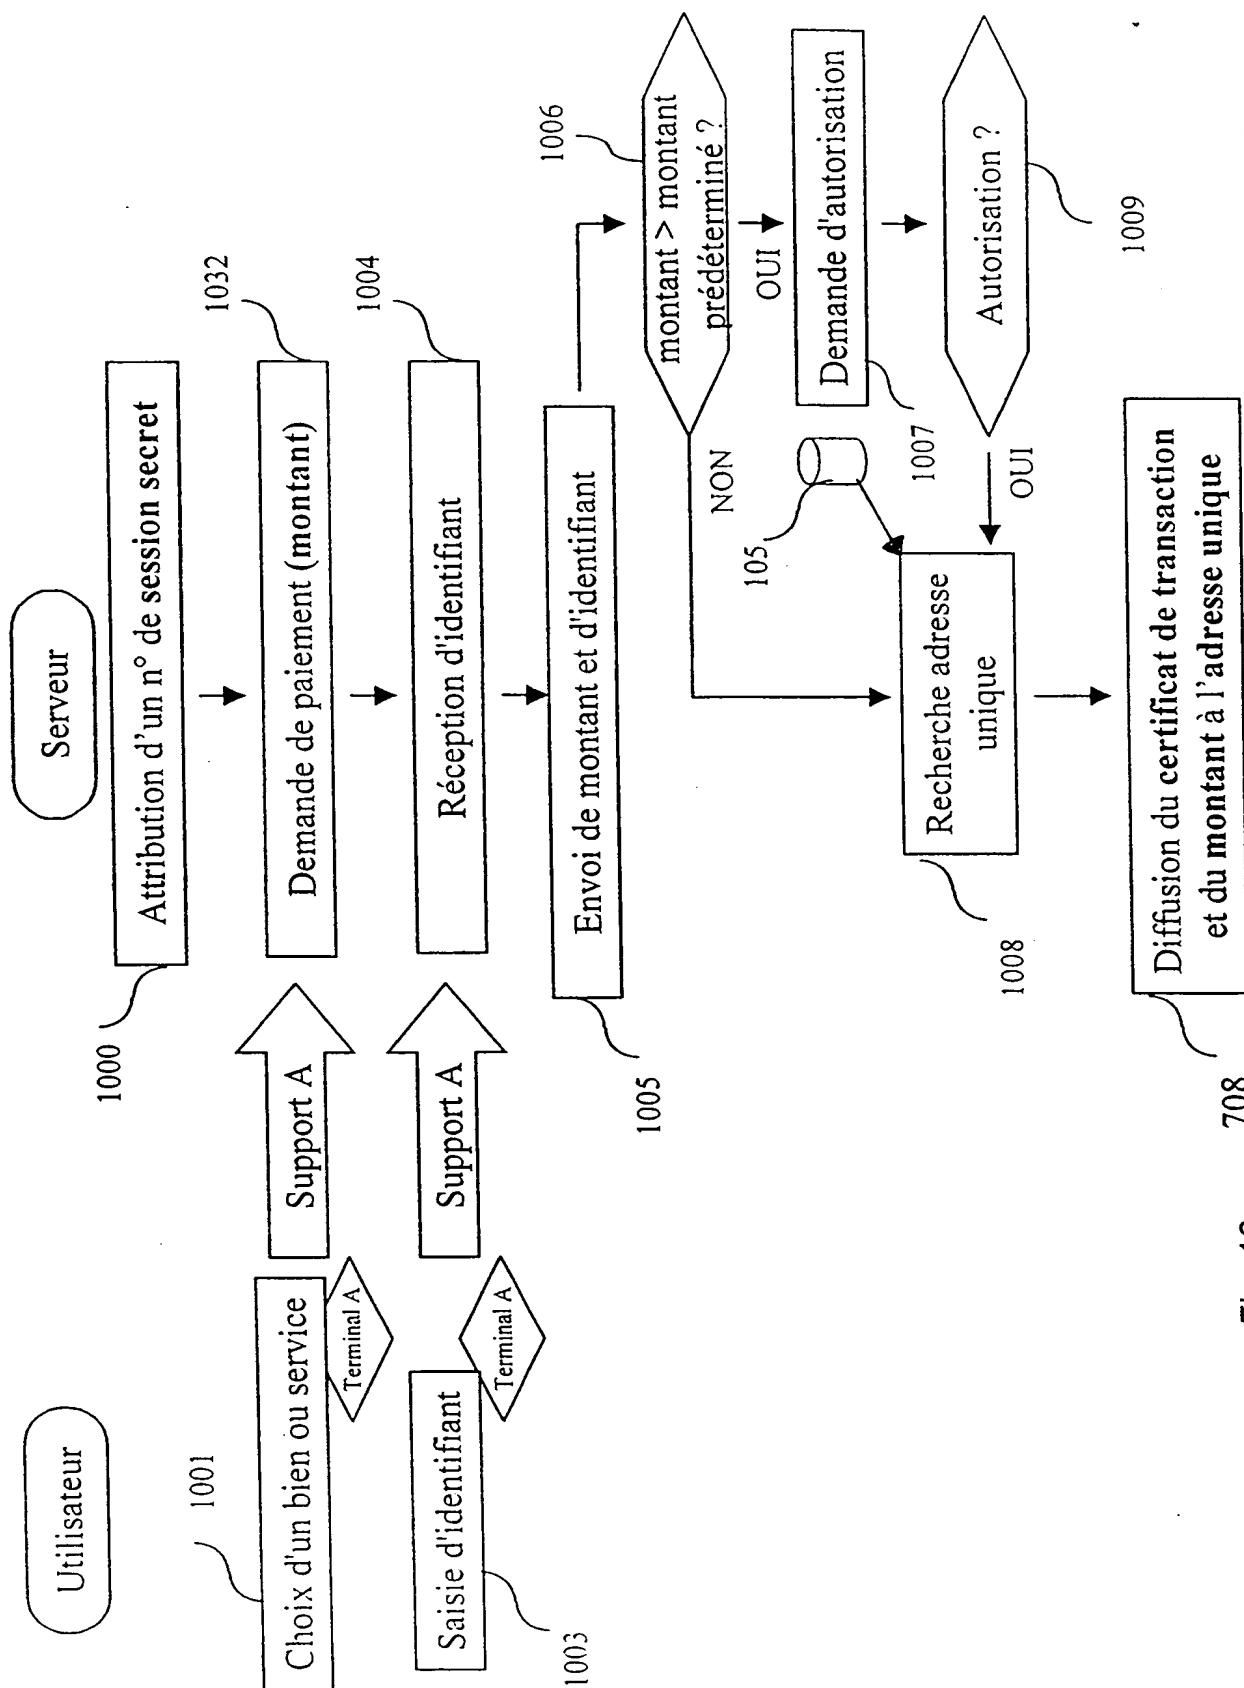 Utilisateur
Serveur
Attribution d'un n° de session secret
1000
1001
Choix d'un bien ou service
Terminal A
Support A
Demande de paiement (montant)
1032
Saisie d'identifiant
1003
Terminal A
Support A
Réception d'identifiant
1004
Envoi de montant et d'identifiant
1005
1006
montant > montant
prédéterminé ?
NON
OUI
Demande d'autorisation
1007
105
Autorisation ?
1009
OUI
Recherche adresse
unique
1008
Diffusion du certificat de transaction
et du montant à l'adresse unique
708